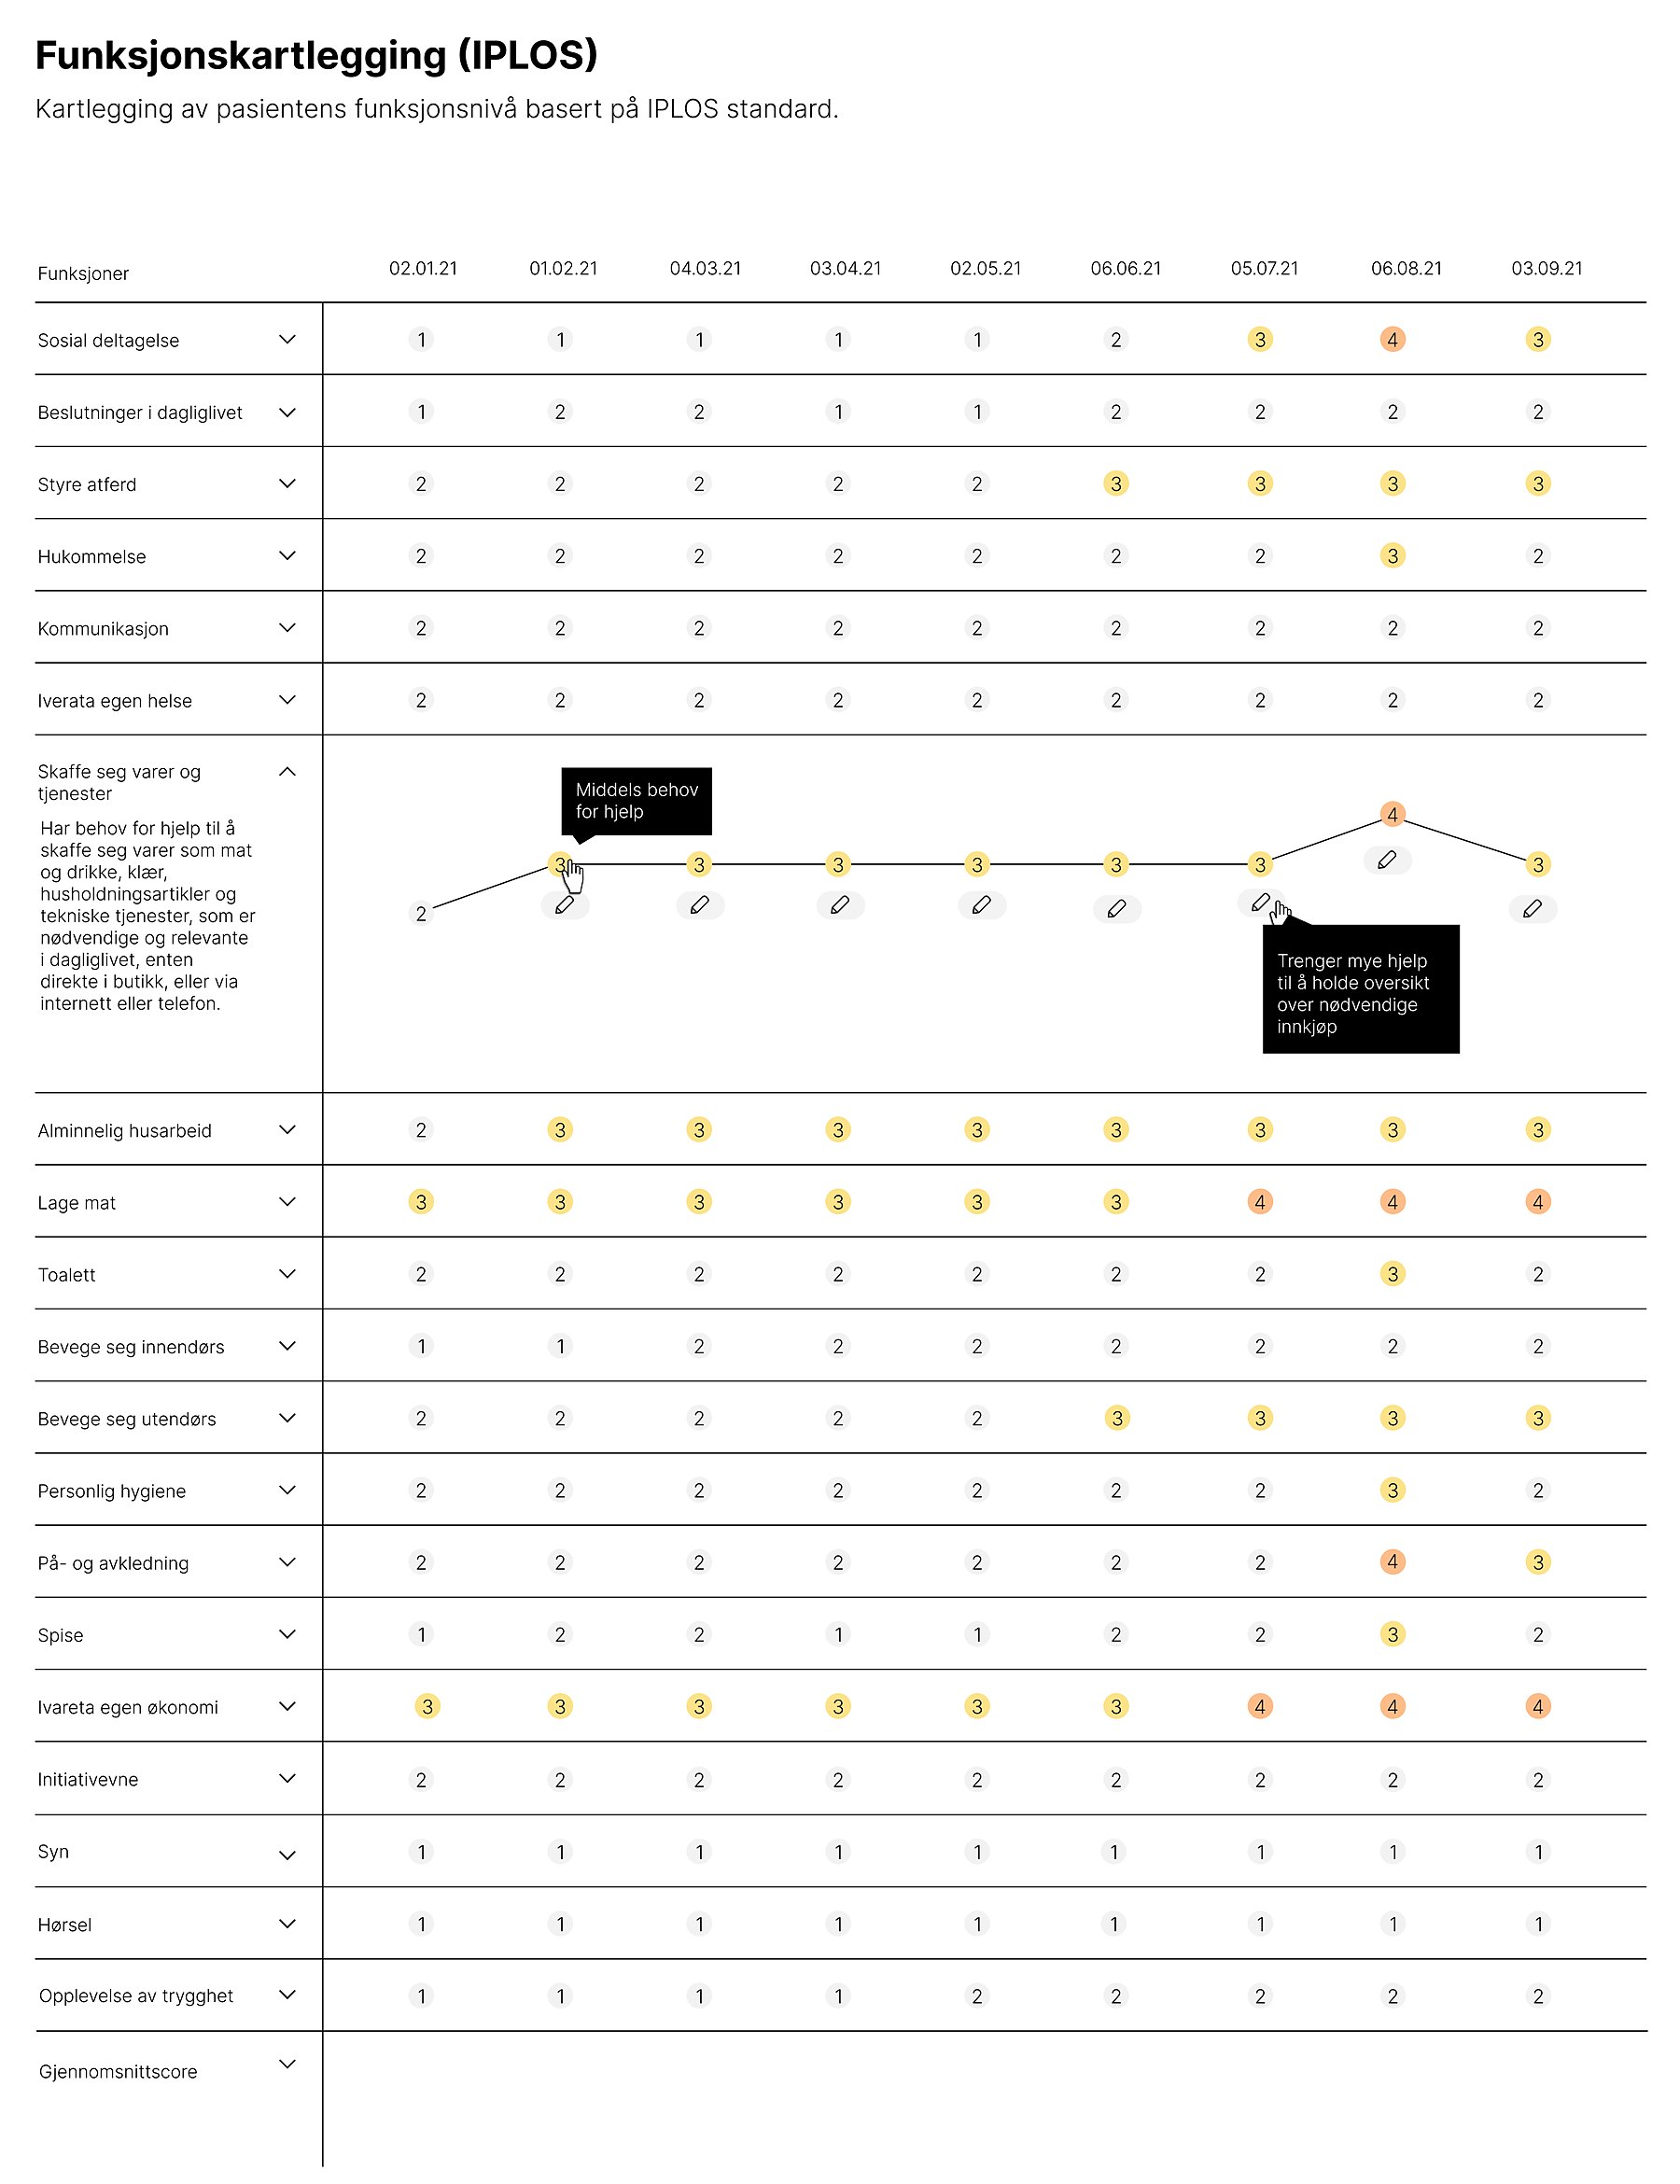 Funksjonskartlegging (IPLOS)
Kartlegging av pasientens funksjonsnivå basert på IPLOS standard.
Funksjoner 02.01.21 01.02.21 04.03.21 03.04.21 02.05.21 06.06.21 05.07.21 06.08.21 03.09.21
Sosial deltagelse 1 1 1 1 1 2 3 4 3
Beslutninger i dagliglivet 1 2 2 1 1 2 2 2 2
Styre atferd 2 2 2 2 2 3 3 3 3
Hukommelse 2 2 2 2 2 2 2 3 2
Kommunikasjon 2 2 2 2 2 2 2 2 2
Iverata egen helse 2 2 2 2 2 2 2 2 2
Skaffe seg varer og
tjenester
Har behov for hjelp til å
skaffe seg varer som mat
og drikke, klær,
husholdningsartikler og
tekniske tjenester, som er
nødvendige og relevante
i dagliglivet, enten
direkte i butikk, eller via
internett eller telefon.
Middels behov
for hjelp
2 3 3 3 3 3 3 4 3
Trenger mye hjelp
til å holde oversikt
over nødvendige
innkjøp
Alminnelig husarbeid 2 3 3 3 3 3 3 3 3
Lage mat 3 3 3 3 3 3 4 4 4
Toalett 2 2 2 2 2 2 2 3 2
Bevege seg innendørs 1 1 2 2 2 2 2 2 2
Bevege seg utendørs 2 2 2 2 2 3 3 3 3
Personlig hygiene 2 2 2 2 2 2 2 3 2
På- og avkledning 2 2 2 2 2 2 2 4 3
Spise 1 2 2 1 1 2 2 3 2
Ivareta egen økonomi 3 3 3 3 3 3 4 4 4
Initiativevne 2 2 2 2 2 2 2 2 2
Syn 1 1 1 1 1 1 1 1 1
Hørsel 1 1 1 1 1 1 1 1 1
Opplevelse av trygghet 1 1 1 1 2 2 2 2 2
Gjennomsnittscore